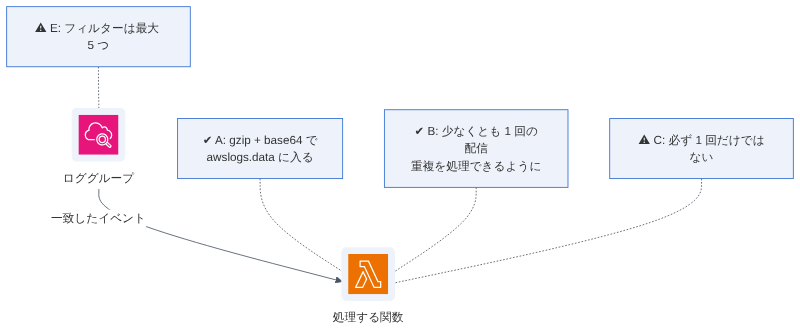 ⚠ E: フィルターは最大
5 つ
✔ A: gzip + base64 で
awslogs.data に入る
✔ B: 少なくとも 1 回の
配信
重複を処理できるように
⚠ C: 必ず 1 回だけでは
ない
ロググループ
一致したイベント
処理する関数